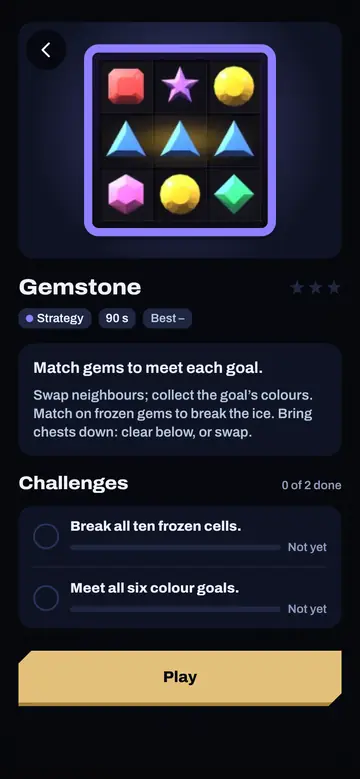 Gemstone
Strategy
90 s
Best –
Match gems to meet each goal.
Swap neighbours; collect the goal's colours.
Match on frozen gems to break the ice. Bring
chests down: clear below, or swap.
Challenges
0 of 2 done
Break all ten frozen cells.
Not yet
Meet all six colour goals.
Not yet
Play